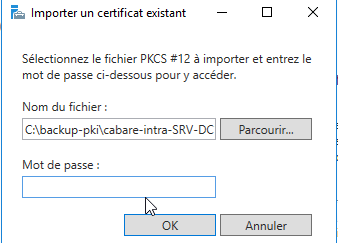 Importer un certificat existant
Sélectionnez le fichier PKCS #12 à importer et entrez le
mot de passe ci-dessous pour y accéder.
Nom du fichier :
C:\backup-pki\cabare-intra-SRV-DC
Parcourir...
Mot de passe :
OK
Annuler